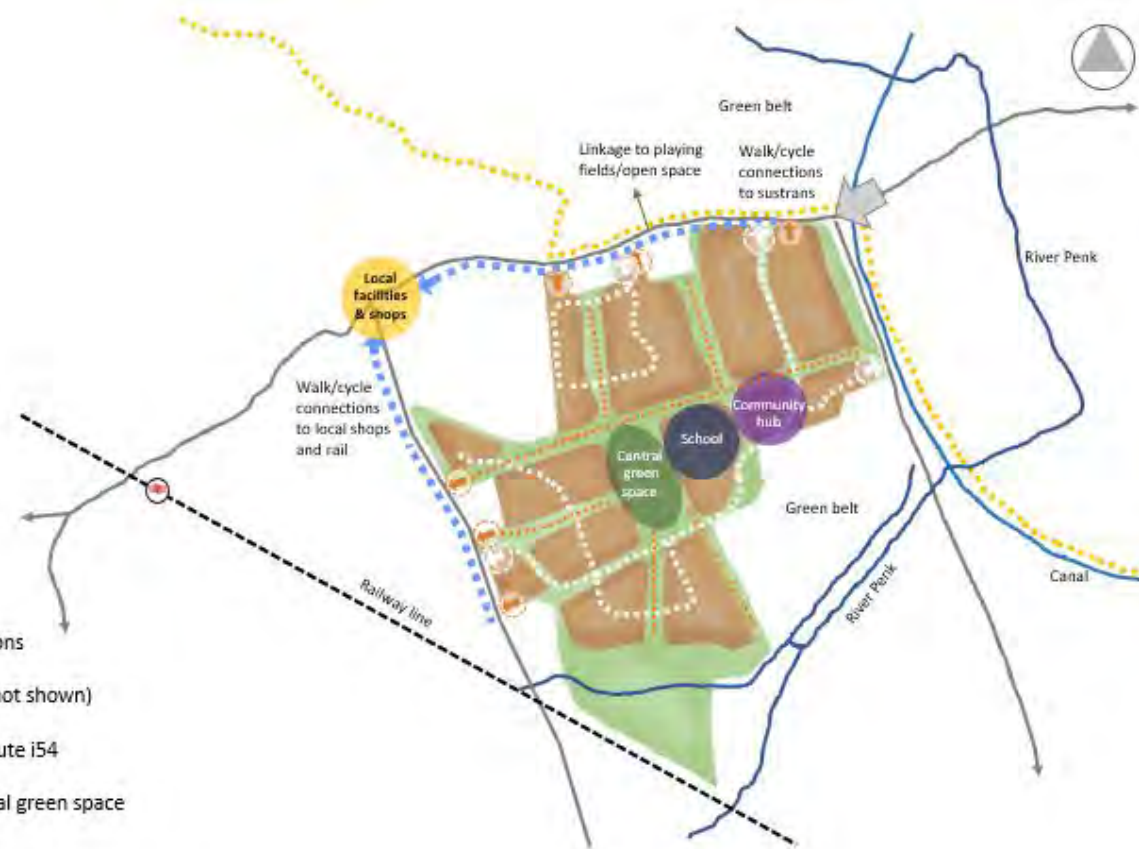 Green belt
Linkage to playing
fields/open space
Walk/cycle
connections
to sustrans
River Penk
Local
facilities
& shops
Walk/cycle
connections
to local shops
and rail
Community
hub
School
Central
green
space
Green belt
Canal
River Penk
Railway line
ons
not shown)
ute i54
al green space